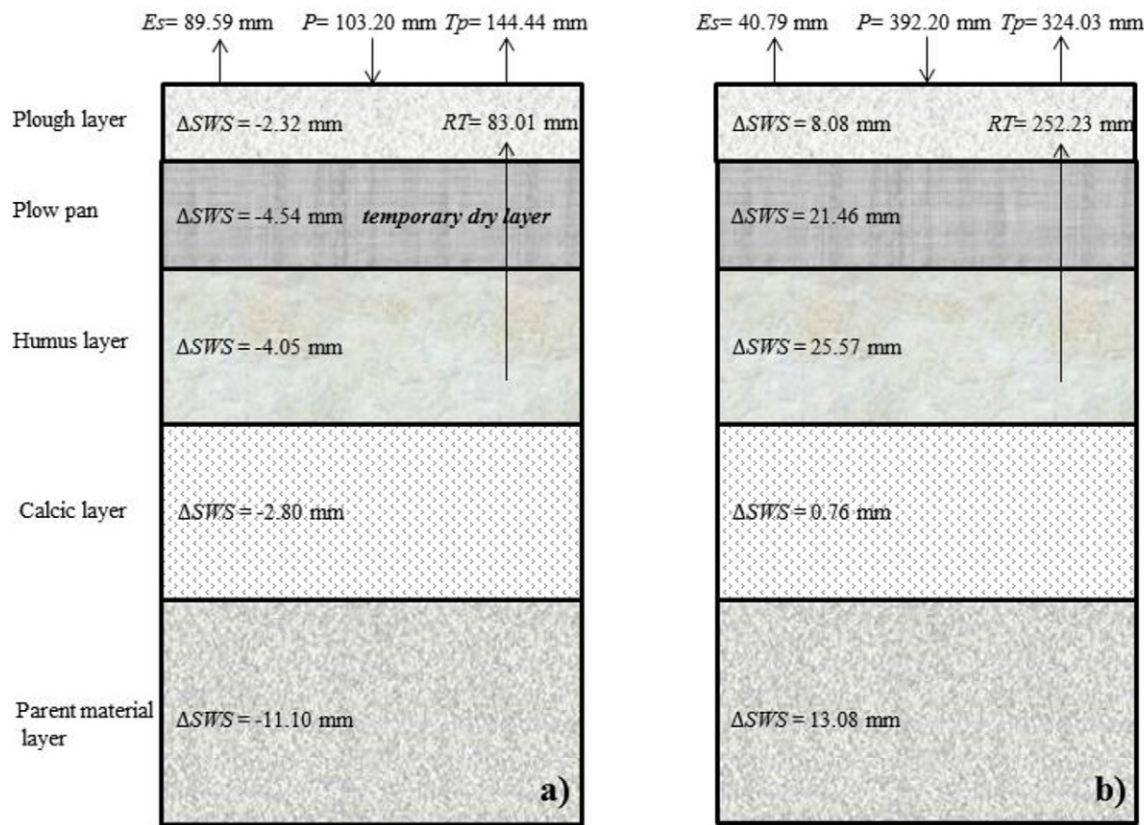 Es= 89.59 mm P= 103.20 mm Tp= 144.44 mm
Es= 40.79 mm P= 392.20 mm Tp= 324.03 mm
Plough layer
ΔSWS = -2.32 mm RT= 83.01 mm
ΔSWS = 8.08 mm RT= 252.23 mm
Plow pan
ΔSWS = -4.54 mm temporary dry layer
ΔSWS = 21.46 mm
Humus layer
ΔSWS = -4.05 mm
ΔSWS = 25.57 mm
Calcic layer
ΔSWS = -2.80 mm
ΔSWS = 0.76 mm
Parent material
layer
ΔSWS = -11.10 mm
ΔSWS = 13.08 mm
a)
b)